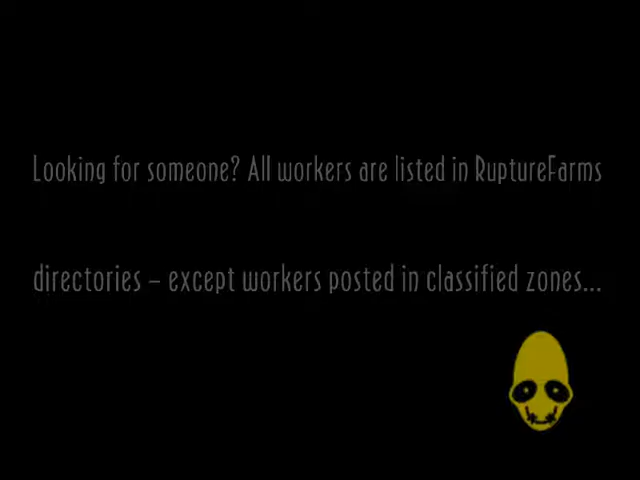 Looking for someone? All workers are listed in RuptureFarms
directories – except workers posted in classified zones...